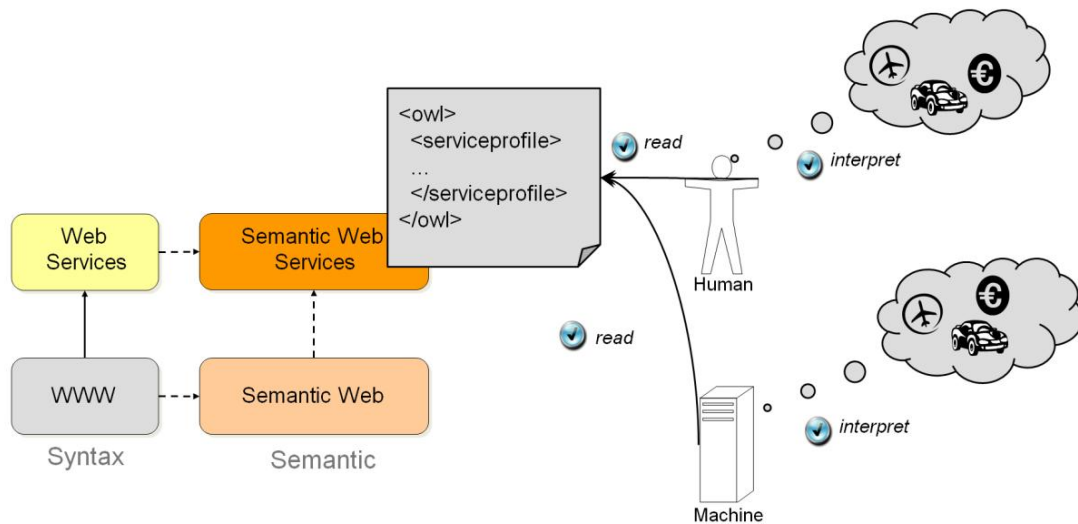 <owl>
<serviceprofile>
…
</serviceprofile>
</owl>
read
interpret
Human
Web
Services
Semantic Web
Services
read
WWW
Semantic Web
Syntax
Semantic
interpret
Machine
€
€